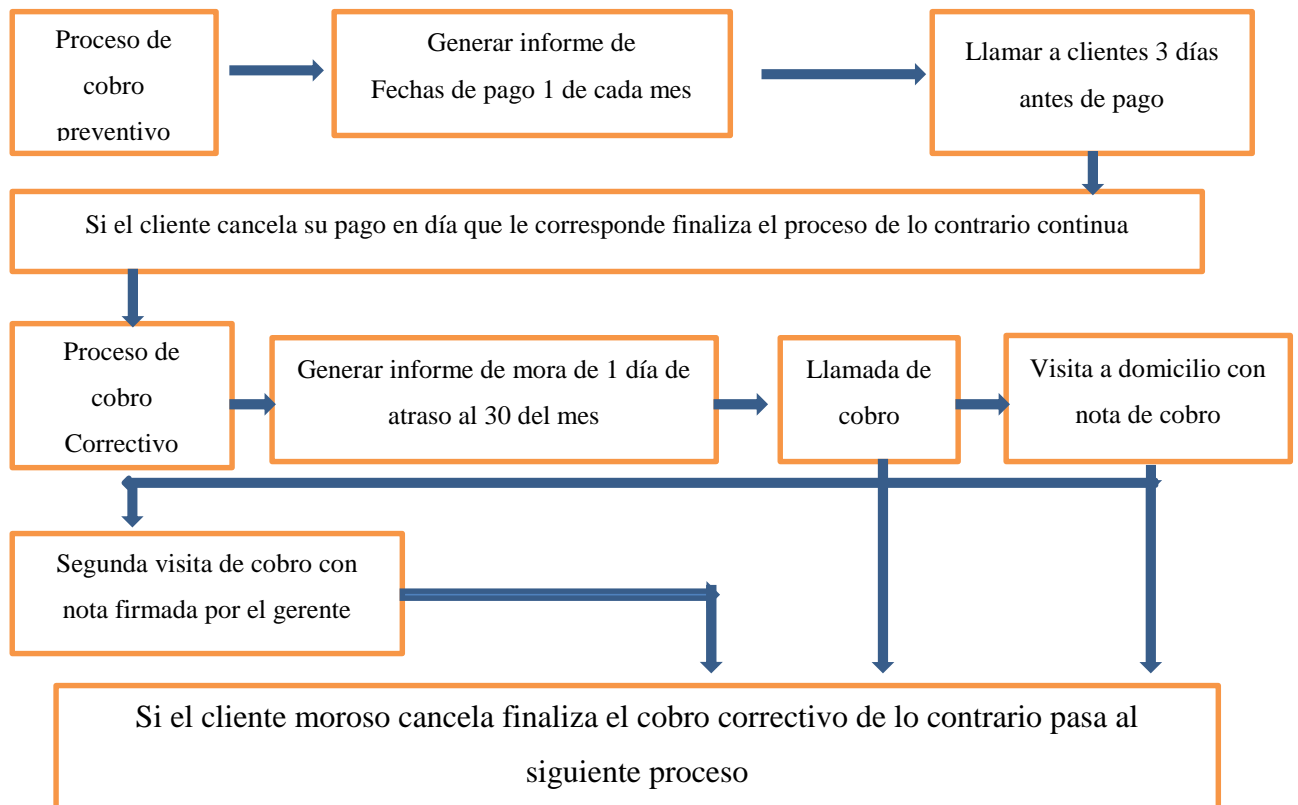 Proceso de
cobro
preventivo
Generar informe de
Fechas de pago 1 de cada mes
Llamar a clientes 3 días
antes de pago
Si el cliente cancela su pago en día que le corresponde finaliza el proceso de lo contrario continua
Proceso de
cobro
Correctivo
Generar informe de mora de 1 día de
atraso al 30 del mes
Llamada de
cobro
Visita a domicilio con
nota de cobro
Segunda visita de cobro con
nota firmada por el gerente
Si el cliente moroso cancela finaliza el cobro correctivo de lo contrario pasa al
siguiente proceso